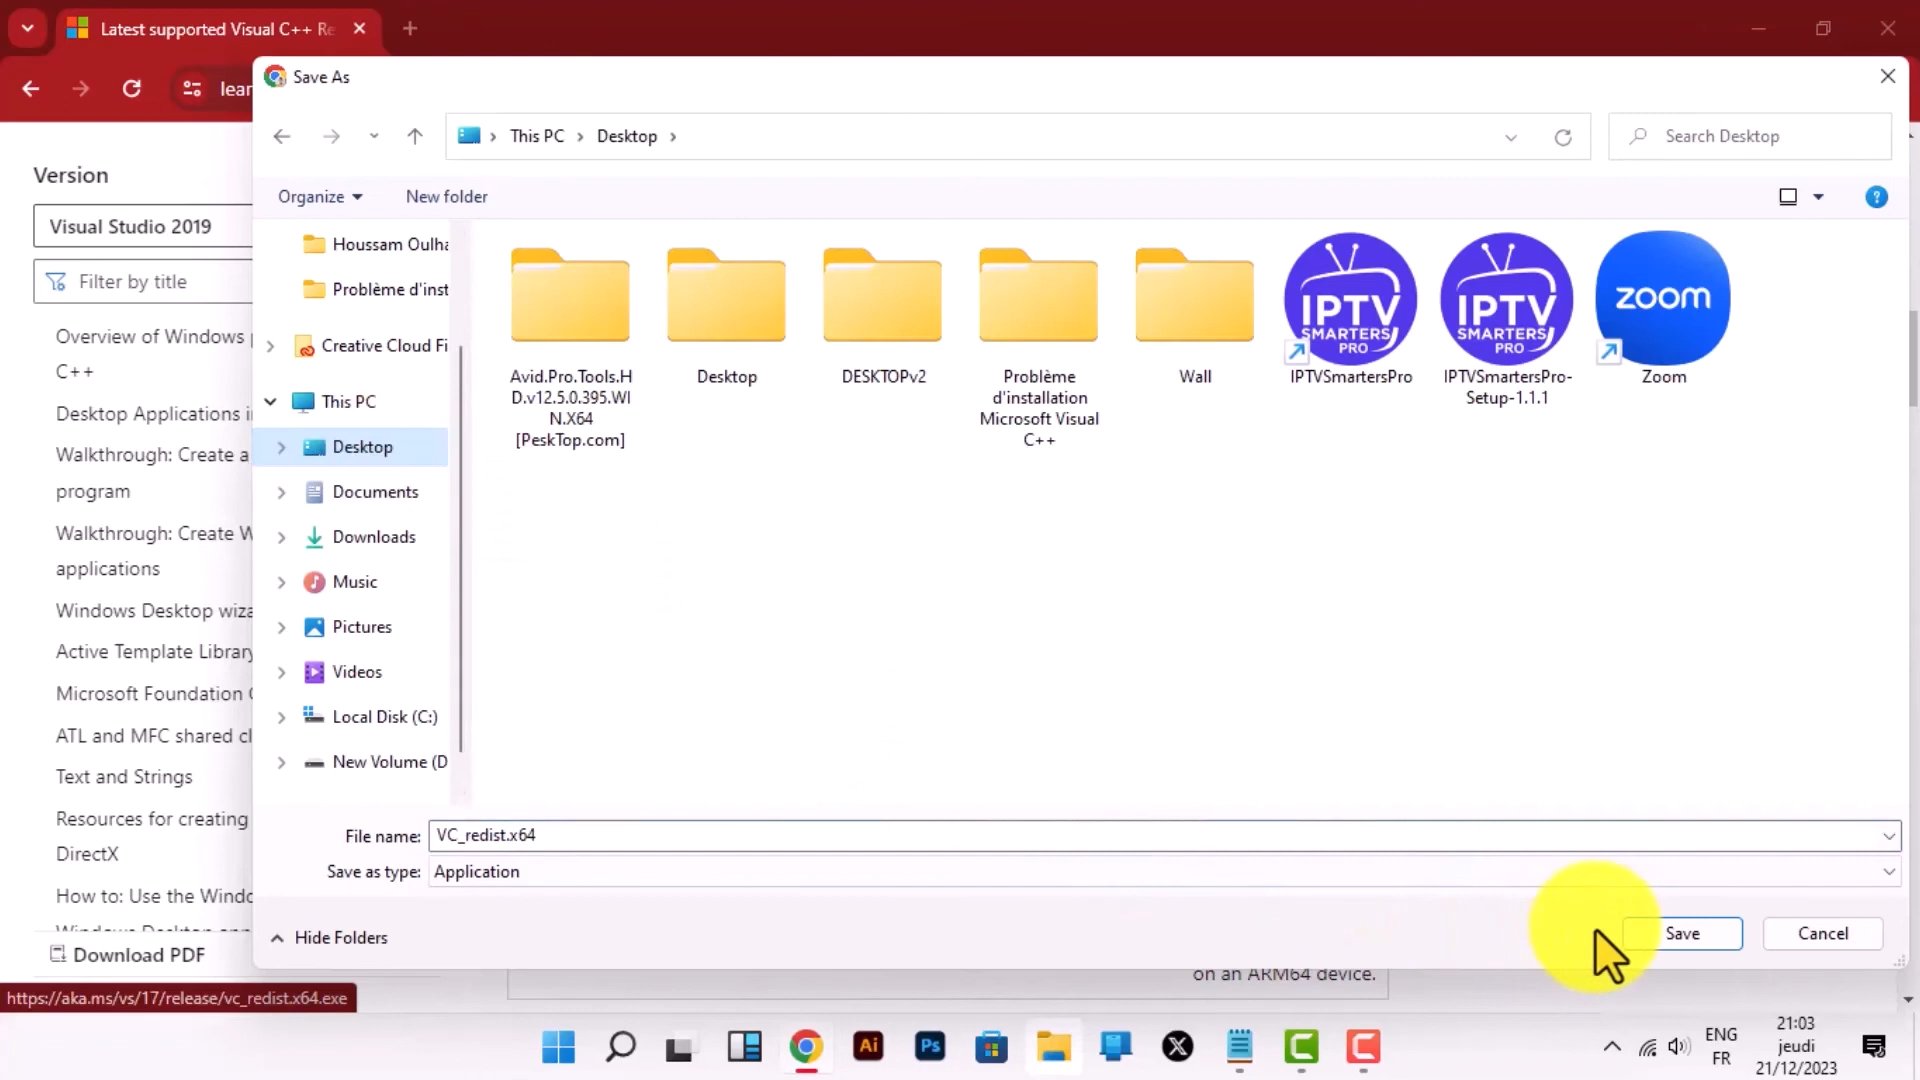 Latest supported Visual C++ Re
lear
Save As
This PC
Desktop
Search Desktop
Organize
New folder
Version
Visual Studio 2019
Filter by title
Overview of Windows p
C++
Desktop Applications i
Walkthrough: Create a
program
Walkthrough: Create W
applications
Windows Desktop wiza
Active Template Library
Microsoft Foundation C
ATL and MFC shared cl
Text and Strings
Resources for creating
DirectX
How to: Use the Windo
Windows Desktop app
Download PDF
https://aka.ms/vs/17/release/vc_redist.x64.exe
Houssam Oulha
Problème d'inst
Creative Cloud Fi
This PC
Desktop
Documents
Downloads
Music
Pictures
Videos
Local Disk (C:)
New Volume (D
IPTV
SMARTERS
PRO
IPTV
SMARTERS
PRO
zoom
Avid.Pro.Tools.H
D.v12.5.0.395.WI
N.X64
[PeskTop.com]
Desktop
DESKTOPv2
Problème
d'installation
Microsoft Visual
C++
Wall
IPTVSmartersPro
IPTVSmartersPro-
Setup-1.1.1
Zoom
File name:
VC_redist.x64
Save as type:
Application
Hide Folders
Save
Cancel
on an ARM64 device.
Ai
Ps
X
C
C
ENG
FR
21:03
jeudi
21/12/2023